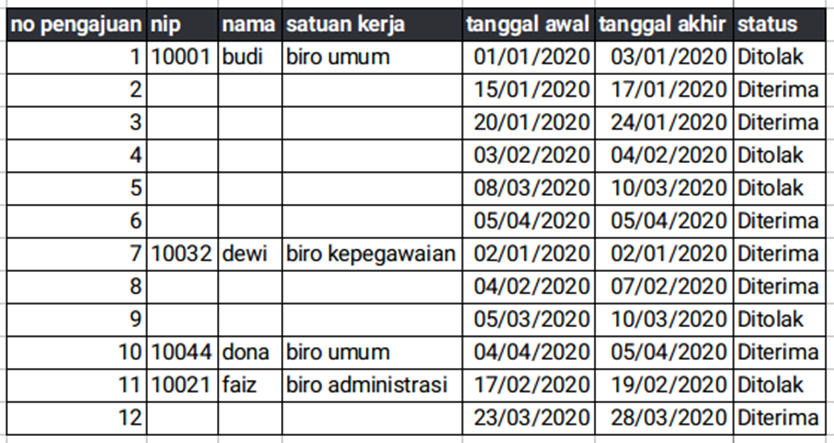 no pengajuan nip nama satuan kerja tanggal awal tanggal akhir status
1 10001 budi biro umum 01/01/2020 03/01/2020 Ditolak
2 15/01/2020 17/01/2020 Diterima
3 20/01/2020 24/01/2020 Diterima
4 03/02/2020 04/02/2020 Ditolak
5 08/03/2020 10/03/2020 Ditolak
6 05/04/2020 05/04/2020 Diterima
7 10032 dewi biro kepegawaian 02/01/2020 02/01/2020 Diterima
8 04/02/2020 07/02/2020 Diterima
9 05/03/2020 10/03/2020 Ditolak
10 10044 dona biro umum 04/04/2020 05/04/2020 Diterima
11 10021 faiz biro administrasi 17/02/2020 19/02/2020 Ditolak
12 23/03/2020 28/03/2020 Diterima